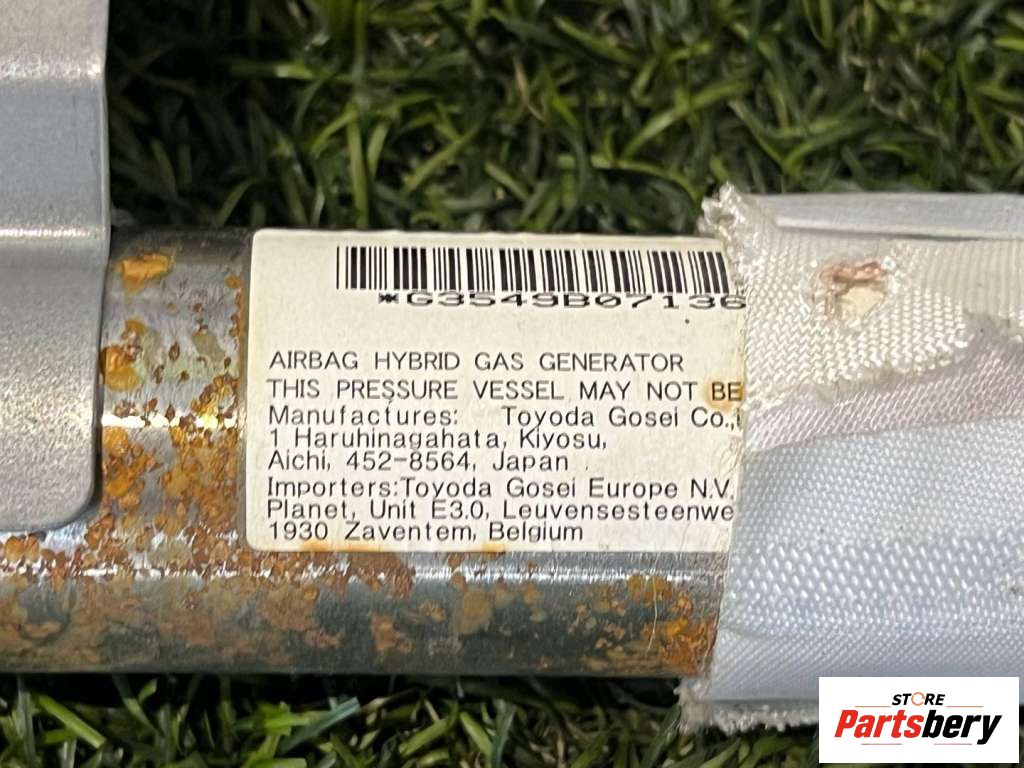 *G3549B07136
AIRBAG HYBRID GAS GENERATOR
THIS PRESSURE VESSEL MAY NOT BE
Manufactures: Toyoda Gosei Co.,
1 Haruhinagahata, Kiyosu,
Aichi, 452-8564, Japan
Importers:Toyoda Gosei Europe N.V.
Planet, Unit E3.0, Leuvensesteenwe
1930 Zaventem, Belgium
STORE
Partsbery